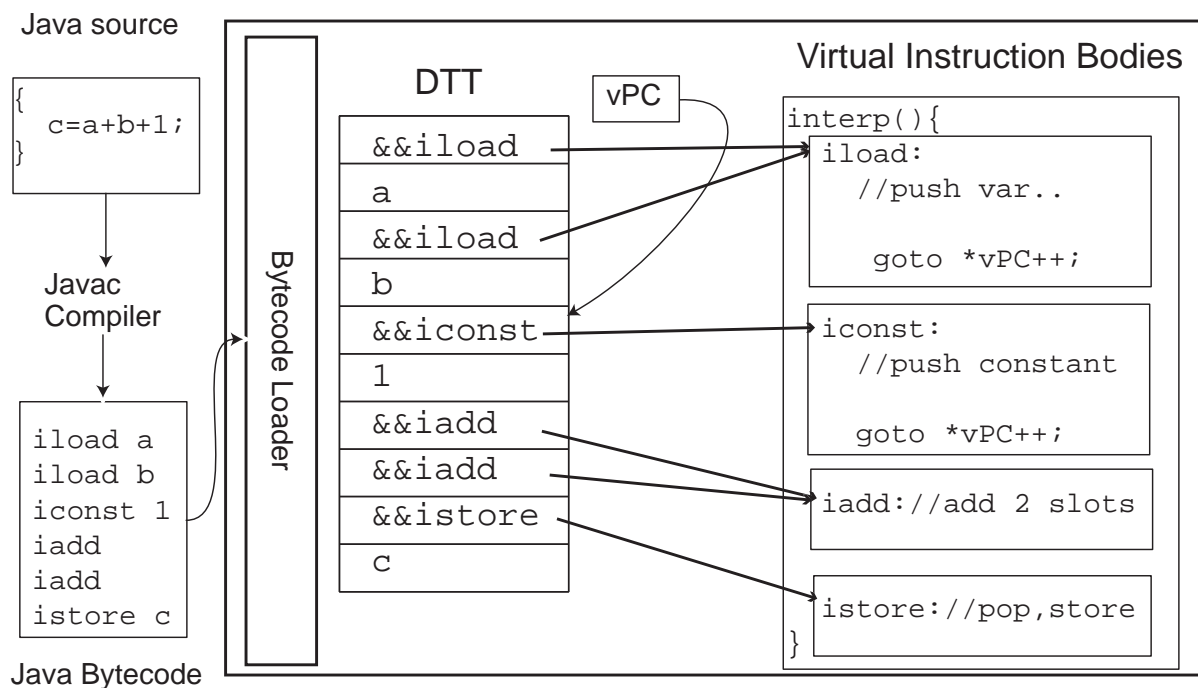 Java source
{
c=a+b+1;
}
Javac
Compiler
iload a
iload b
iconst 1
iadd
iadd
istore c
Java Bytecode
Bytecode Loader
DTT
&&iload
a
&&iload
b
&&iconst
1
&&iadd
&&iadd
&&istore
c
vPC
Virtual Instruction Bodies
interp(){
iload:
//push var..
goto *vPC++;
iconst:
//push constant
goto *vPC++;
iadd://add 2 slots
istore://pop,store
}